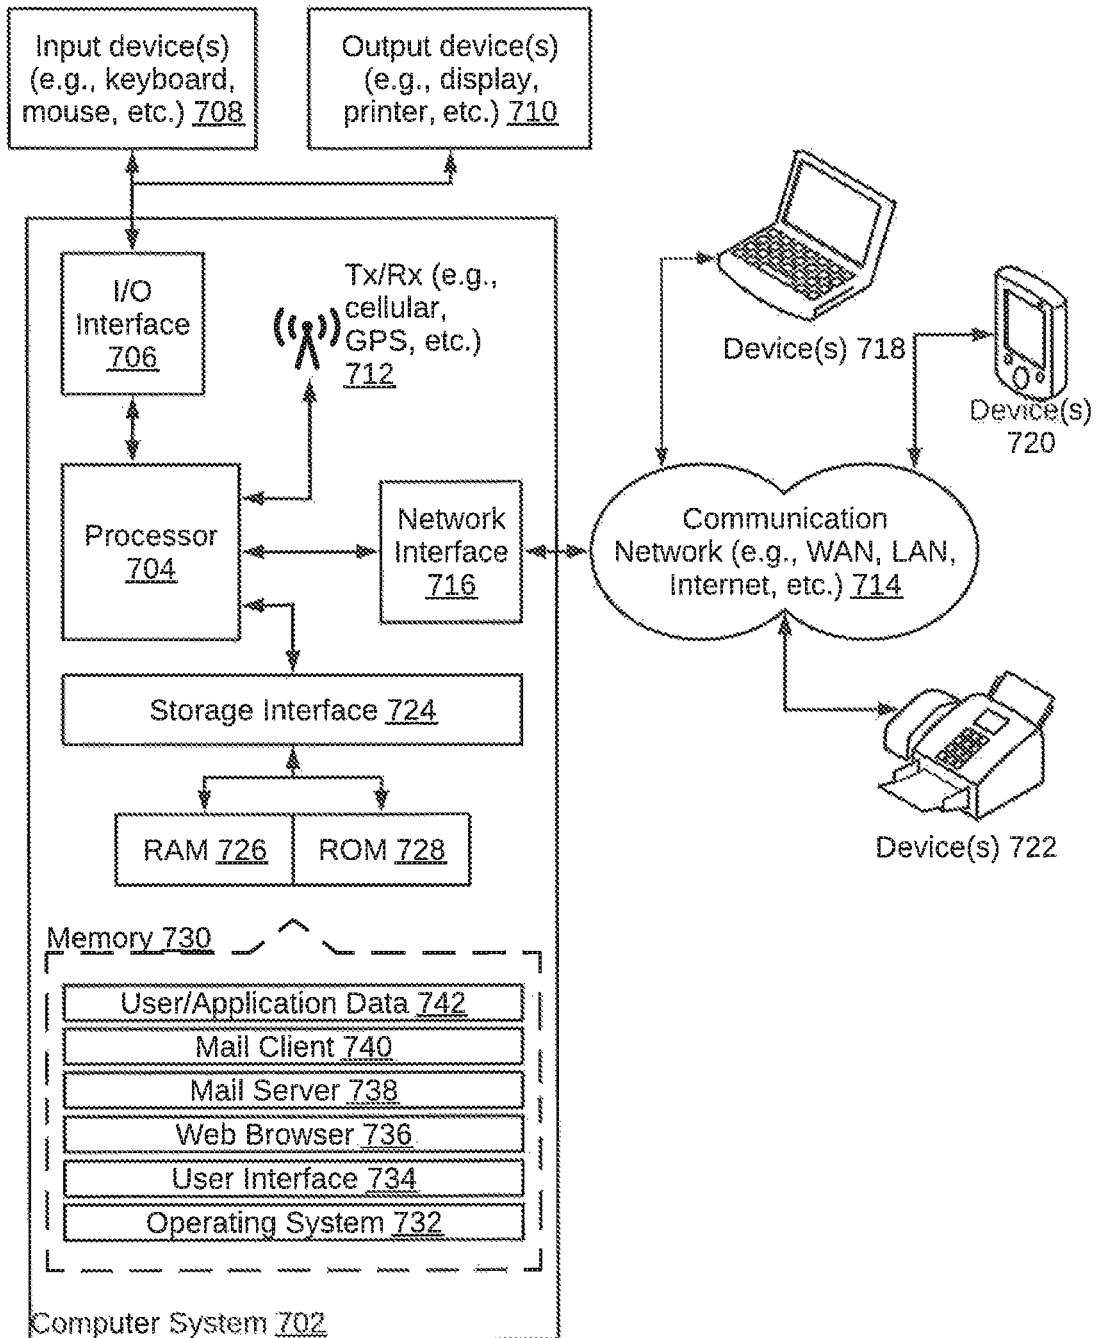 Input device(s)
(e.g., keyboard,
mouse, etc.) 708
Output device(s)
(e.g., display,
printer, etc.) 710
I/O
Interface
706
Tx/Rx (e.g.,
cellular,
GPS, etc.)
712
Processor
704
Network
Interface
716
Device(s) 718
Device(s)
720
Communication
Network (e.g., WAN, LAN,
Internet, etc.) 714
Storage Interface 724
RAM 726
ROM 728
Device(s) 722
Memory 730
User/Application Data 742
Mail Client 740
Mail Server 738
Web Browser 736
User Interface 734
Operating System 732
Computer System 702